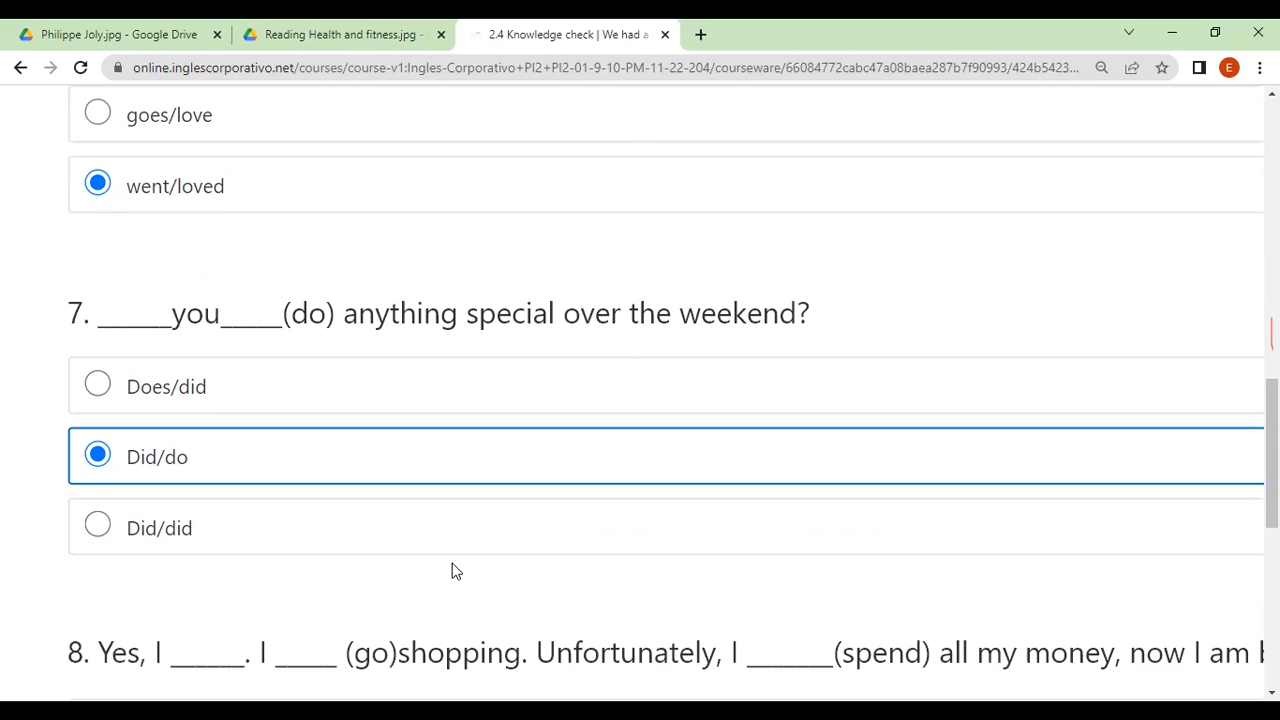 Philippe Joly.jpg - Google Drive
Reading Health and fitness.jpg -
2.4 Knowledge check | We had a
online.inglescorporativo.net/courses/course-v1:Ingles-Corporativo+PI2+PI2-01-9-10-PM-11-22-204/courseware/66084772cabc47a08baea287b7f90993/424b5423...
E
goes/love
went/loved
7. ______you_____(do) anything special over the weekend?
Does/did
Did/do
Did/did
8. Yes, I ______. I _____ (go)shopping. Unfortunately, I _______(spend) all my money, now I am